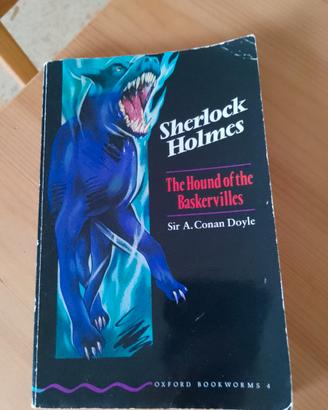 Sherlock
Holmes
The Hound of the
Baskervilles
Sir A. Conan Doyle
OXFORD BOOKWORMS 4